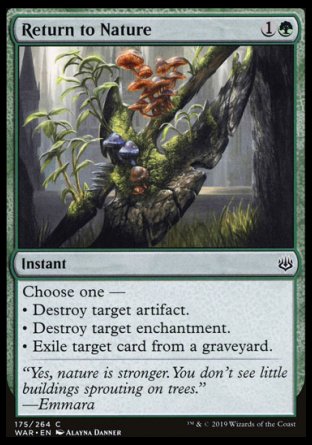 Return to Nature 1
Instant
Choose one —
• Destroy target artifact.
• Destroy target enchantment.
• Exile target card from a graveyard.
"Yes, nature is stronger. You don't see little
buildings sprouting on trees."
—Emmara
175/264 C
WAR • EN Alayna Danner
™ & © 2019 Wizards of the Coast